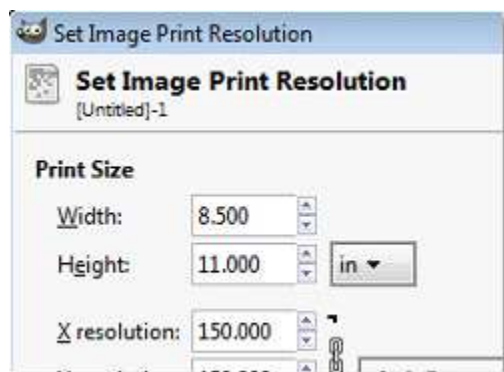 Set Image Print Resolution
Set Image Print Resolution
[Untitled]-1
Print Size
Width: 8.500
Height: 11.000 in
X resolution: 150.000